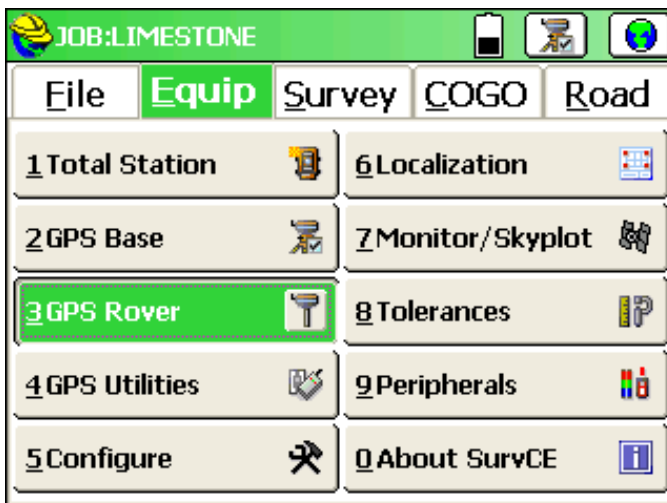 JOB:LIMESTONE
File Equip Survey COGO Road
1 Total Station
2 GPS Base
3 GPS Rover
4 GPS Utilities
5 Configure
6 Localization
7 Monitor/Skyplot
8 Tolerances
9 Peripherals
0 About SurvCE